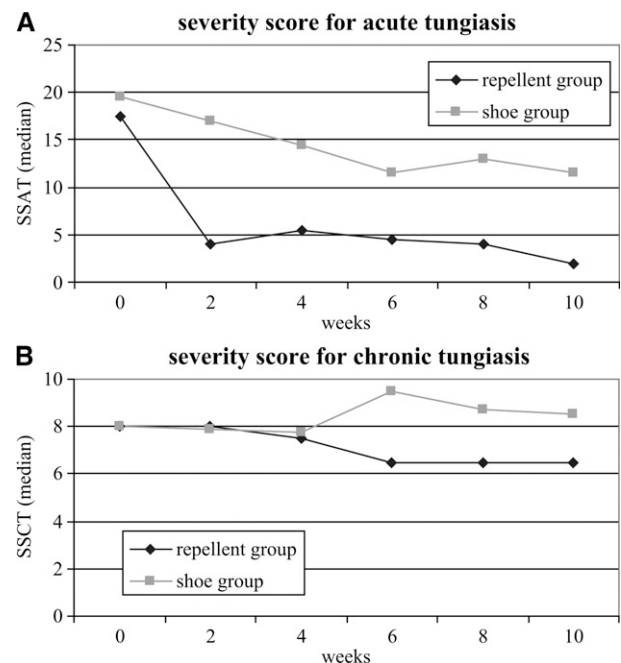 A
severity score for acute tungiasis
25
20
15
10
5
0
SSAT (median)
repellent group
shoe group
0 2 4 6 8 10
weeks
B
severity score for chronic tungiasis
10
8
6
4
2
0
SSCT (median)
repellent group
shoe group
0 2 4 6 8 10
weeks